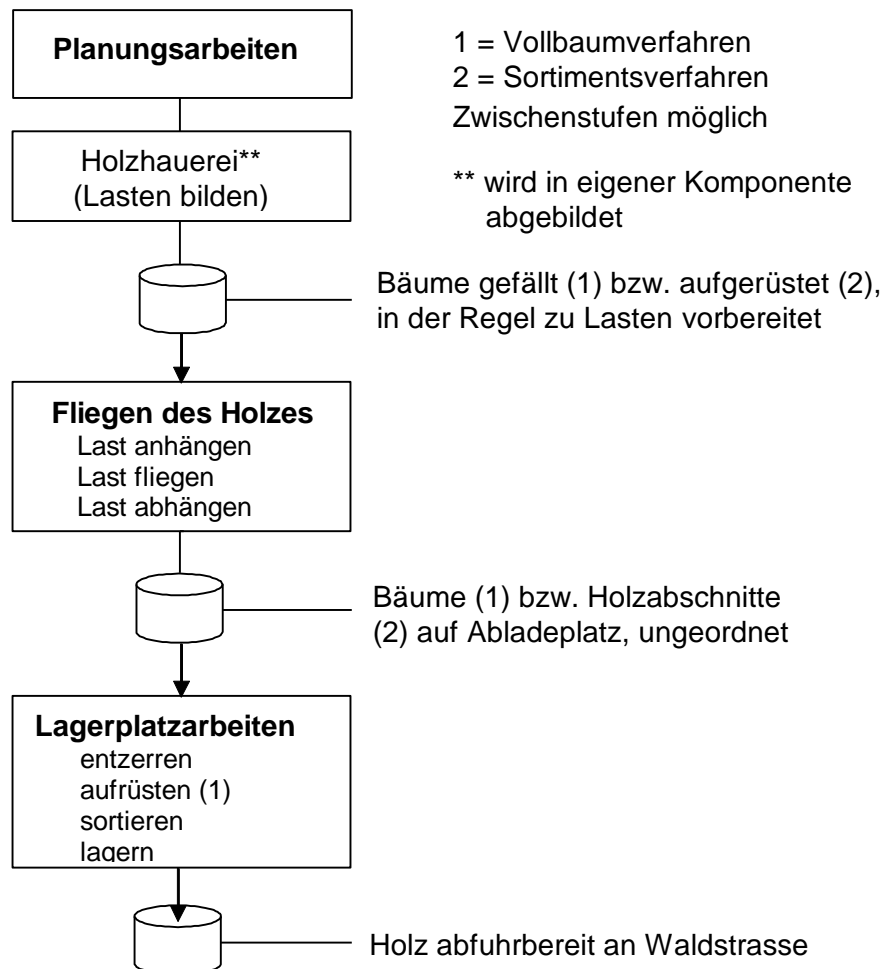 Planungsarbeiten
1 = Vollbaumverfahren
2 = Sortimentsverfahren
Zwischenstufen möglich
Holzhauerei**
(Lasten bilden)
** wird in eigener Komponente
abgebildet
Bäume gefällt (1) bzw. aufgerüstet (2),
in der Regel zu Lasten vorbereitet
Fliegen des Holzes
Last anhängen
Last fliegen
Last abhängen
Bäume (1) bzw. Holzabschnitte
(2) auf Abladeplatz, ungeordnet
Lagerplatzarbeiten
entzerren
aufrüsten (1)
sortieren
lagern
Holz abfuhrbereit an Waldstrasse